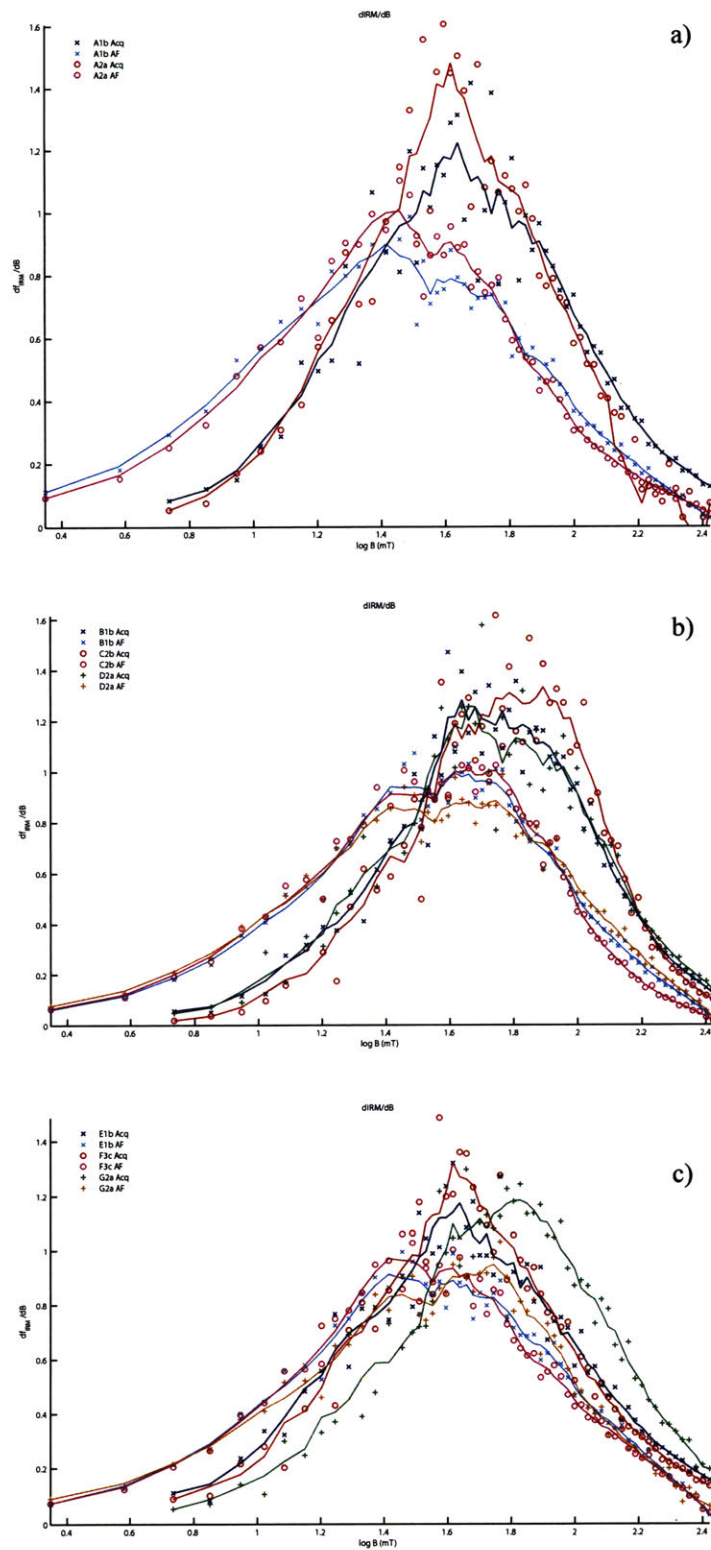 dIRM/dB
a)
A1b Acq
A1b AF
A2a Acq
A2a AF
1.6
1.4
1.2
1
0.8
0.6
0.4
0.2
0
df_IRM/dB
0.4 0.6 0.8 1 1.2 1.4 1.6 1.8 2 2.2 2.4
log B (mT)
dIRM/dB
b)
B1b Acq
B1b AF
C2b Acq
C2b AF
D2a Acq
D2a AF
1.6
1.4
1.2
1
0.8
0.6
0.4
0.2
0
df_IRM/dB
0.4 0.6 0.8 1 1.2 1.4 1.6 1.8 2 2.2 2.4
log B (mT)
dIRM/dB
c)
E1b Acq
E1b AF
F3c Acq
F3c AF
G2a Acq
G2a AF
1.4
1.2
1
0.8
0.6
0.4
0.2
0
df_IRM/dB
0.4 0.6 0.8 1 1.2 1.4 1.6 1.8 2 2.2 2.4
log B (mT)